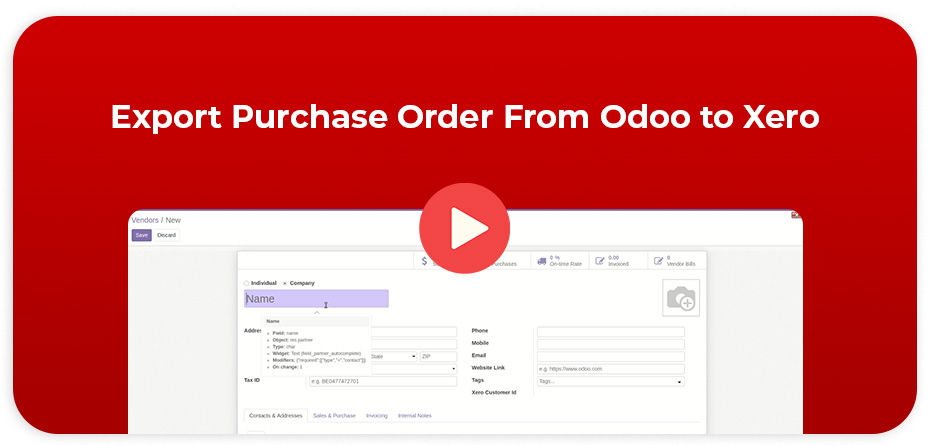 Export Purchase Order From Odoo to Xero
Vendors / New
Save Discard
$ Purchases 0 % On-time Rate 0.00 Invoiced 0 Vendor Bills
Individual Company
Name
Name
Field: name
Object: res.partner
Type: char
Widget: Text (field_partner_autocomplete)
Modifiers: {"required":[["type","=","contact"]]}
On change: 1
Addres
State ZIP
Tax ID e.g. BE0477472701
Phone
Mobile
Email
Website Link e.g. https://www.odoo.com
Tags Tags...
Xero Customer Id
Contacts & Addresses Sales & Purchase Invoicing Internal Notes